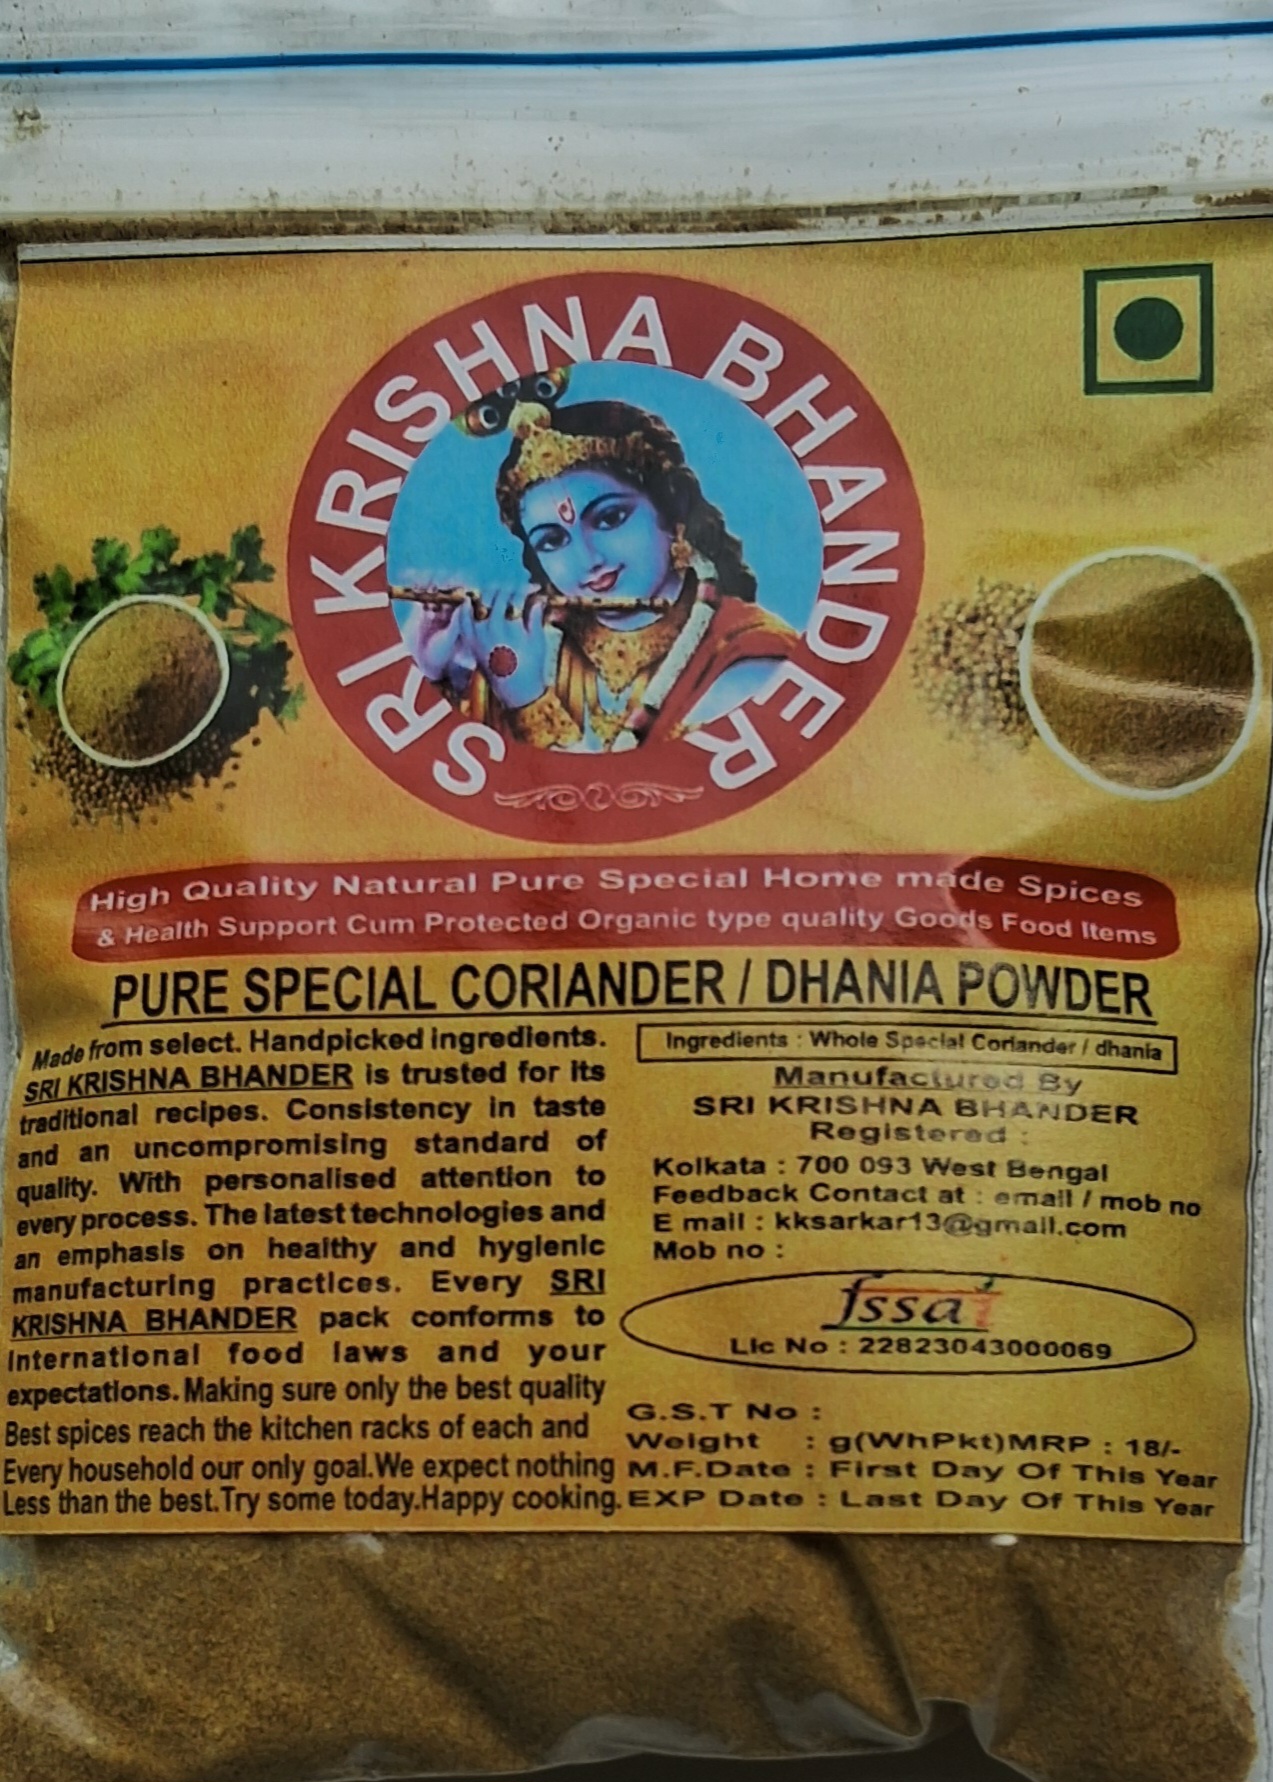 SRI KRISHNA BHANDER
High Quality Natural Pure Special Home made Spices
& Health Support Cum Protected Organic type quality Goods Food Items
PURE SPECIAL CORIANDER / DHANIA POWDER
Made from select. Handpicked ingredients.
SRI KRISHNA BHANDER is trusted for its
traditional recipes. Consistency in taste
and an uncompromising standard of
quality. With personalised attention to
every process. The latest technologies and
an emphasis on healthy and hygienic
manufacturing practices. Every SRI
KRISHNA BHANDER pack conforms to
International food laws and your
expectations. Making sure only the best quality
Best spices reach the kitchen racks of each and
Every household our only goal.We expect nothing
Less than the best.Try some today.Happy cooking.
Ingredients : Whole Special Coriander / dhania
Manufactured By
SRI KRISHNA BHANDER
Registered :
Kolkata : 700 093 West Bengal
Feedback Contact at : email / mob no
E mail : kksarkar13@gmail.com
Mob no :
fssai
Lic No : 22823043000069
G.S.T No :
Weight : g(WhPkt)MRP : 18/-
M.F.Date : First Day Of This Year
EXP Date : Last Day Of This Year